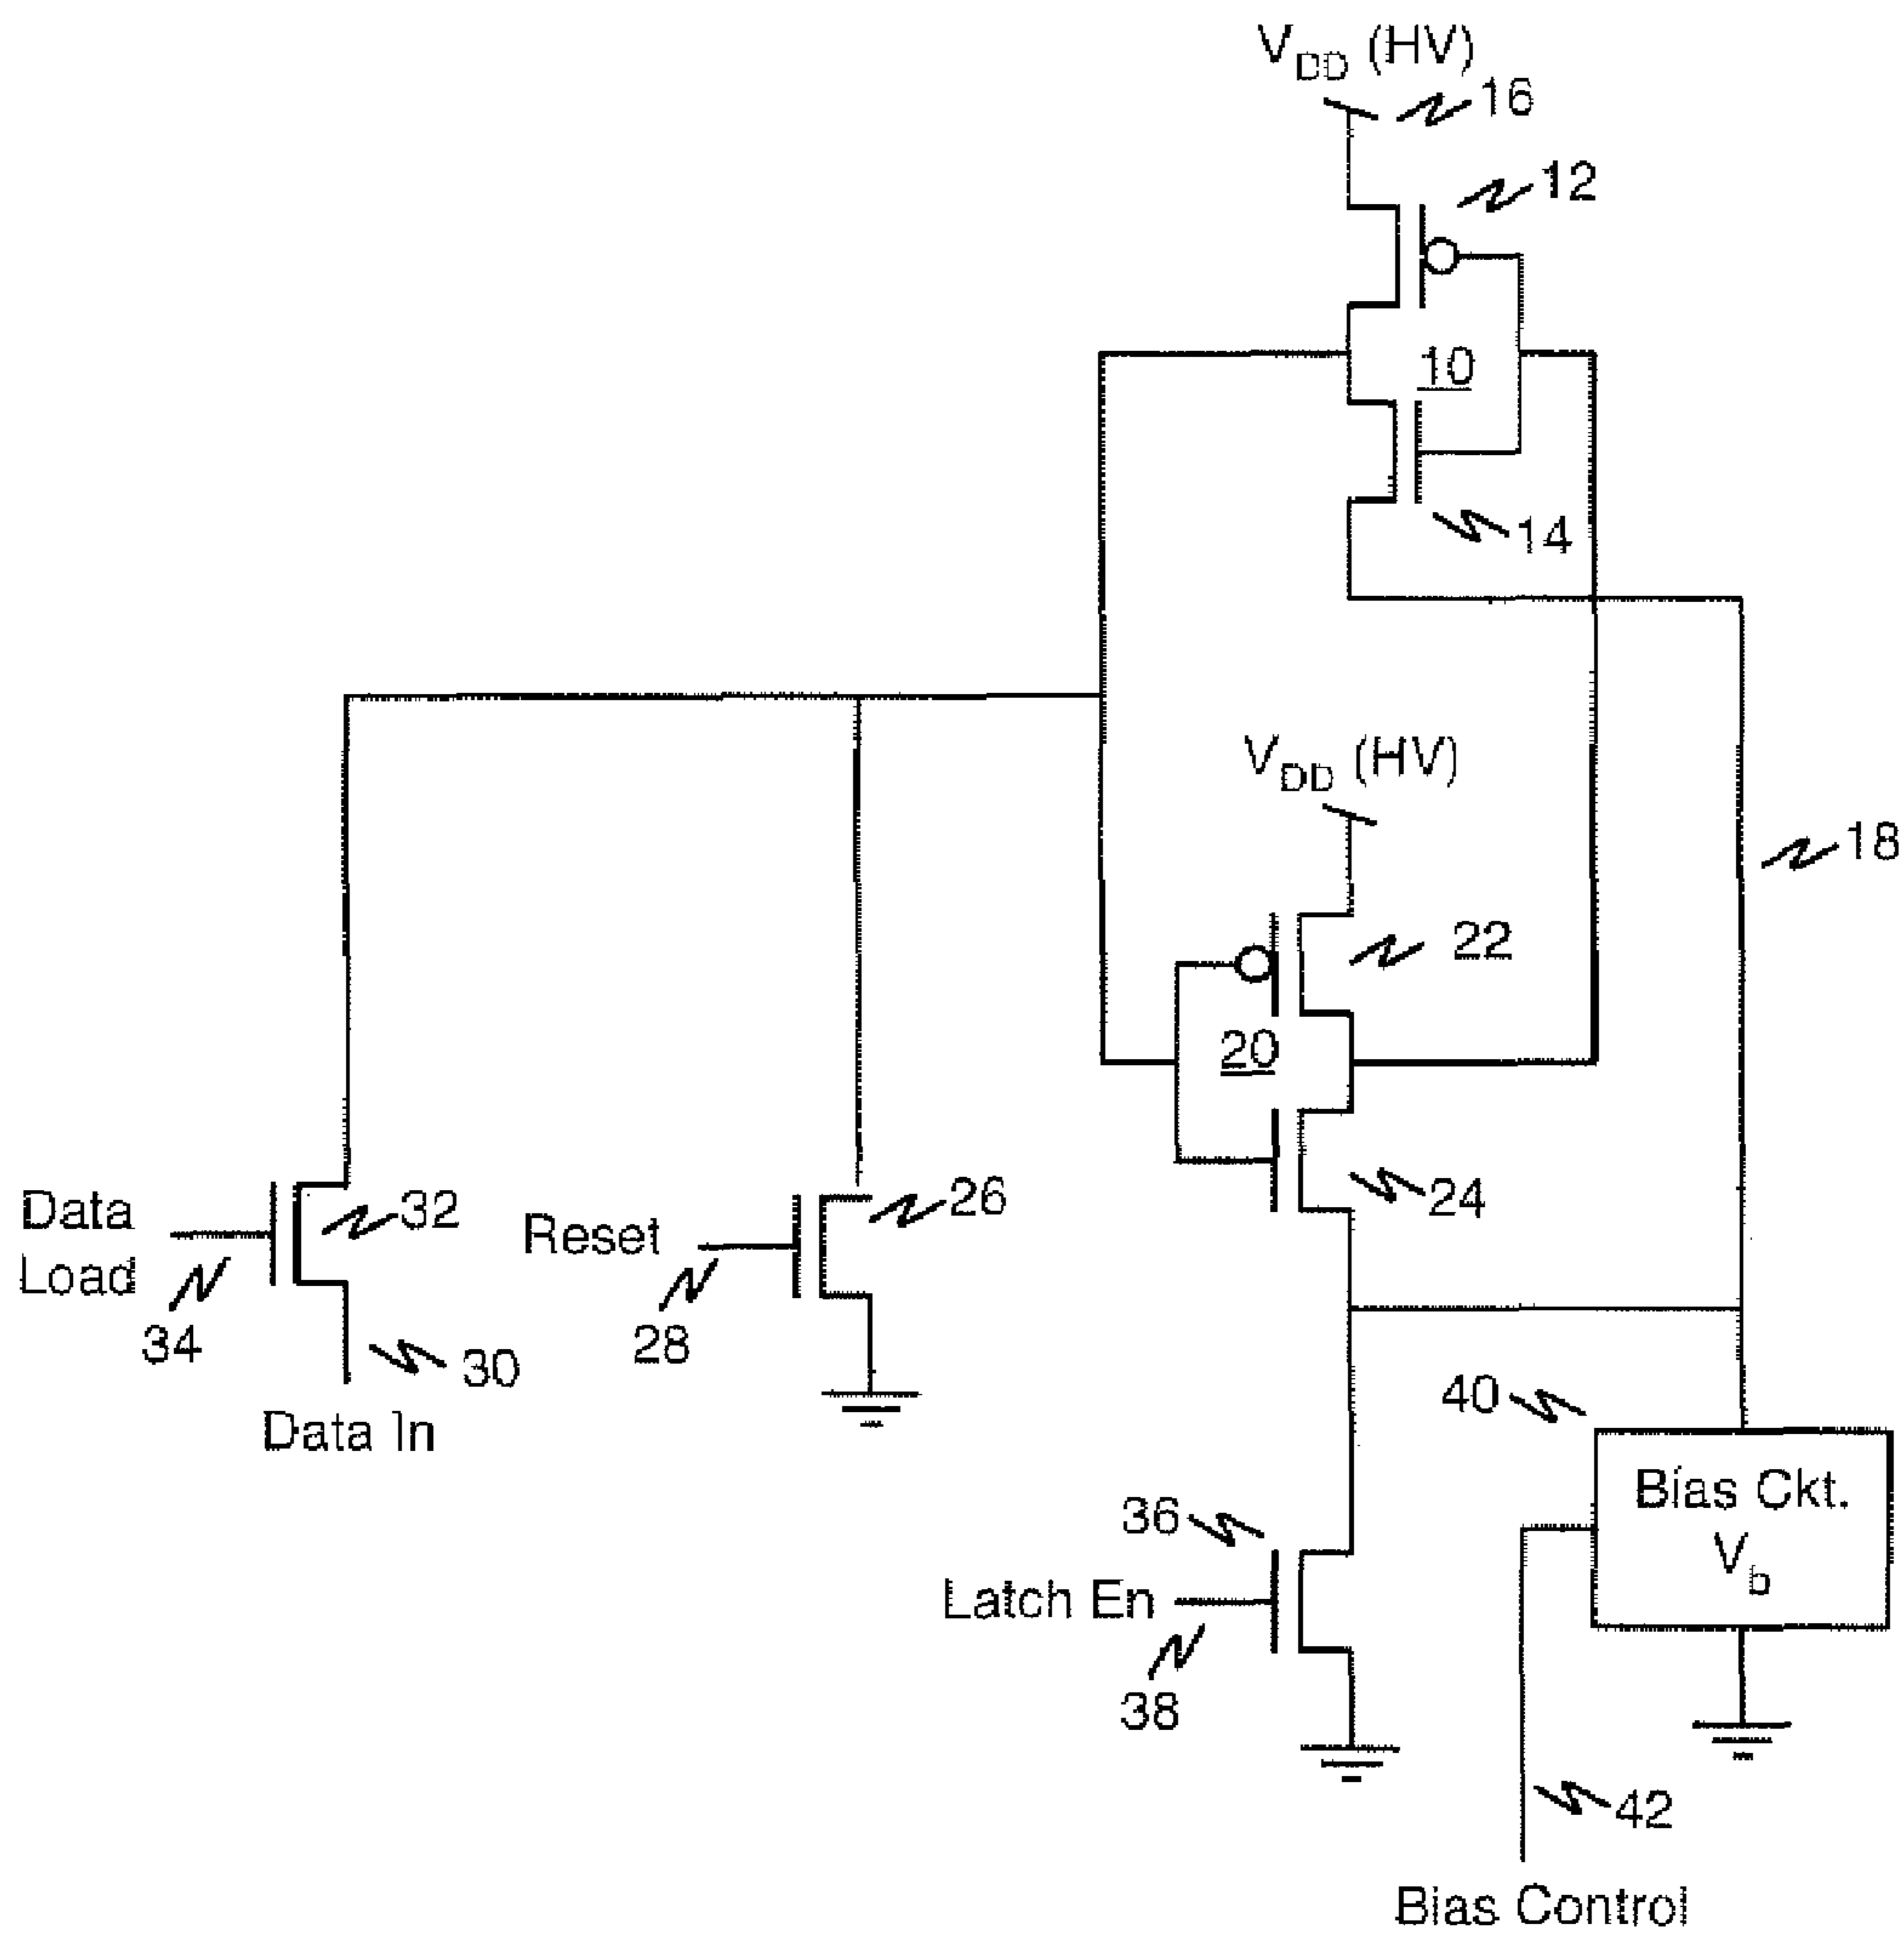 V_DD (HV)
16
12
10
14
V_DD (HV)
18
22
20
24
Data
Load
32
34
30
Data In
Reset
26
28
40
Bias Ckt.
V_b
36
Latch En
38
42
Bias Control